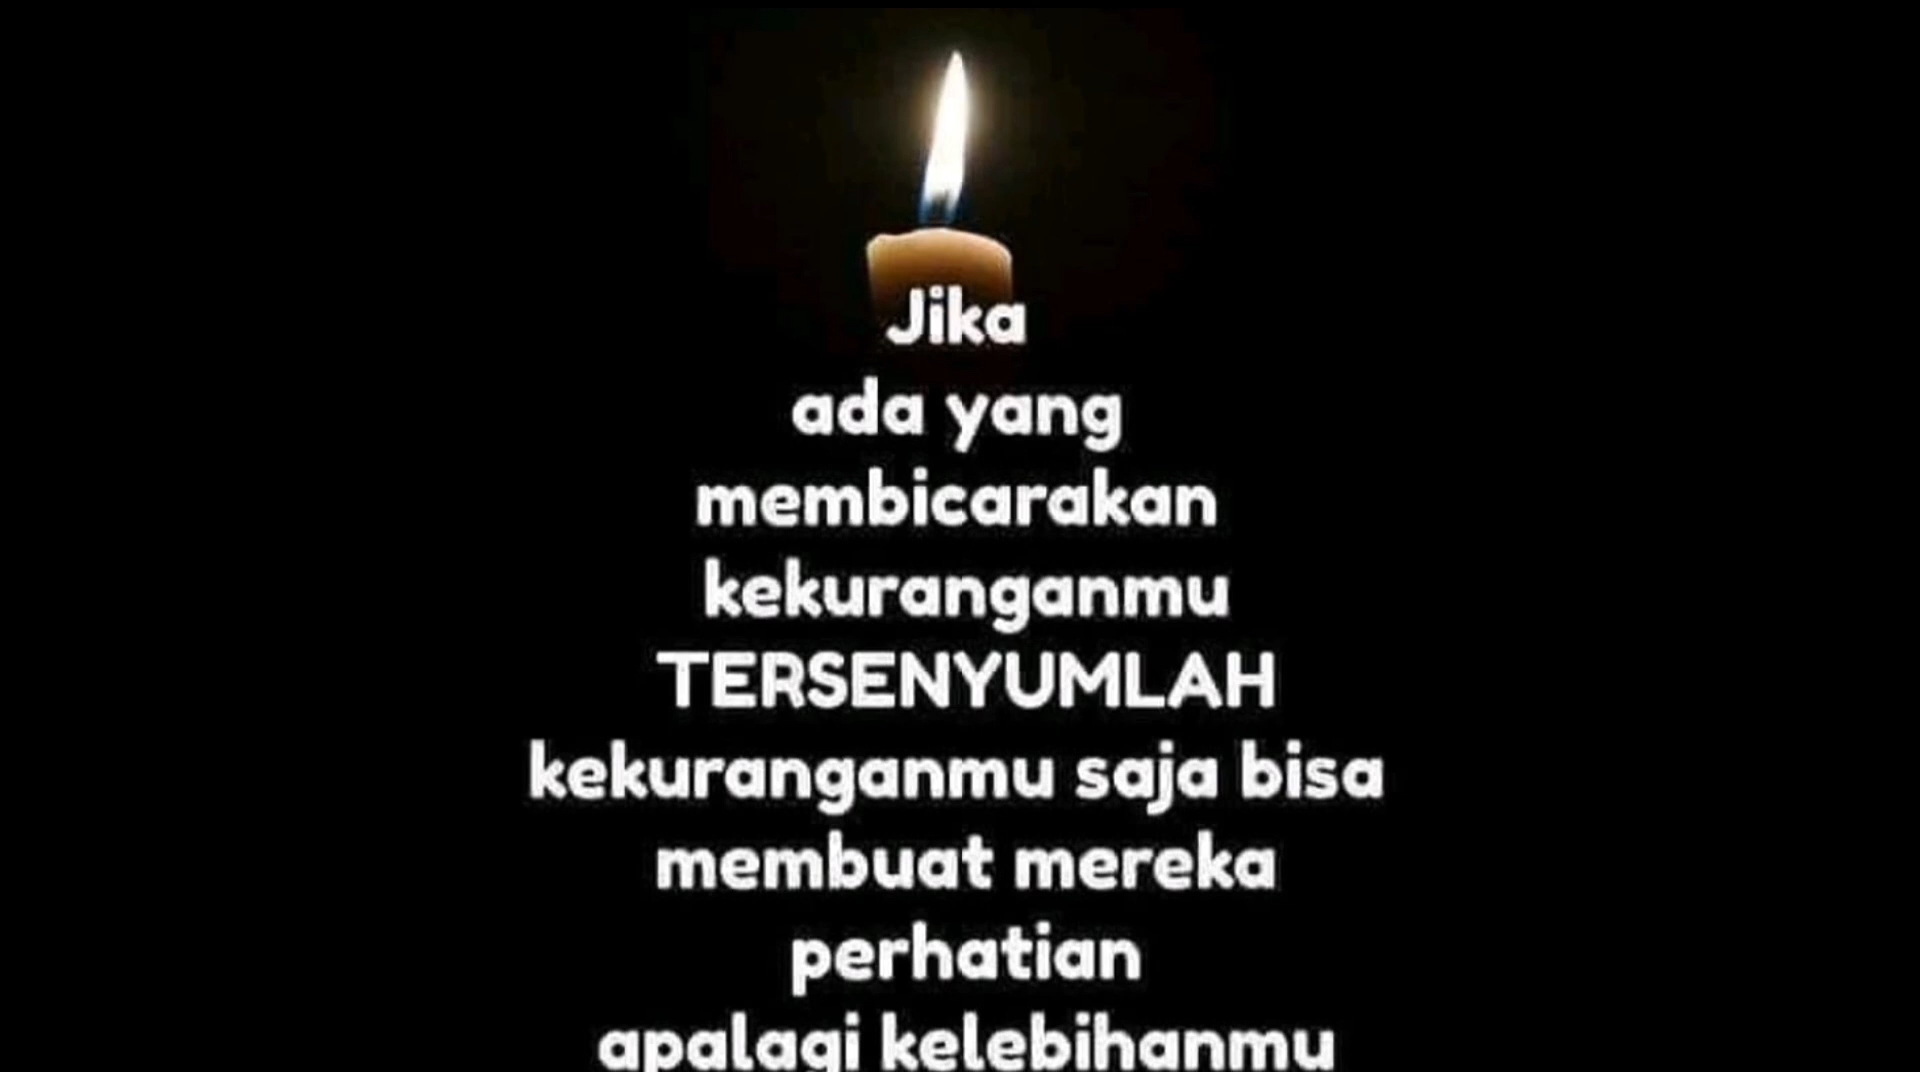 Jika
ada yang
membicarakan
kekuranganmu
TERSENYUMLAH
kekuranganmu saja bisa
membuat mereka
perhatian
apalagi kelebihanmu